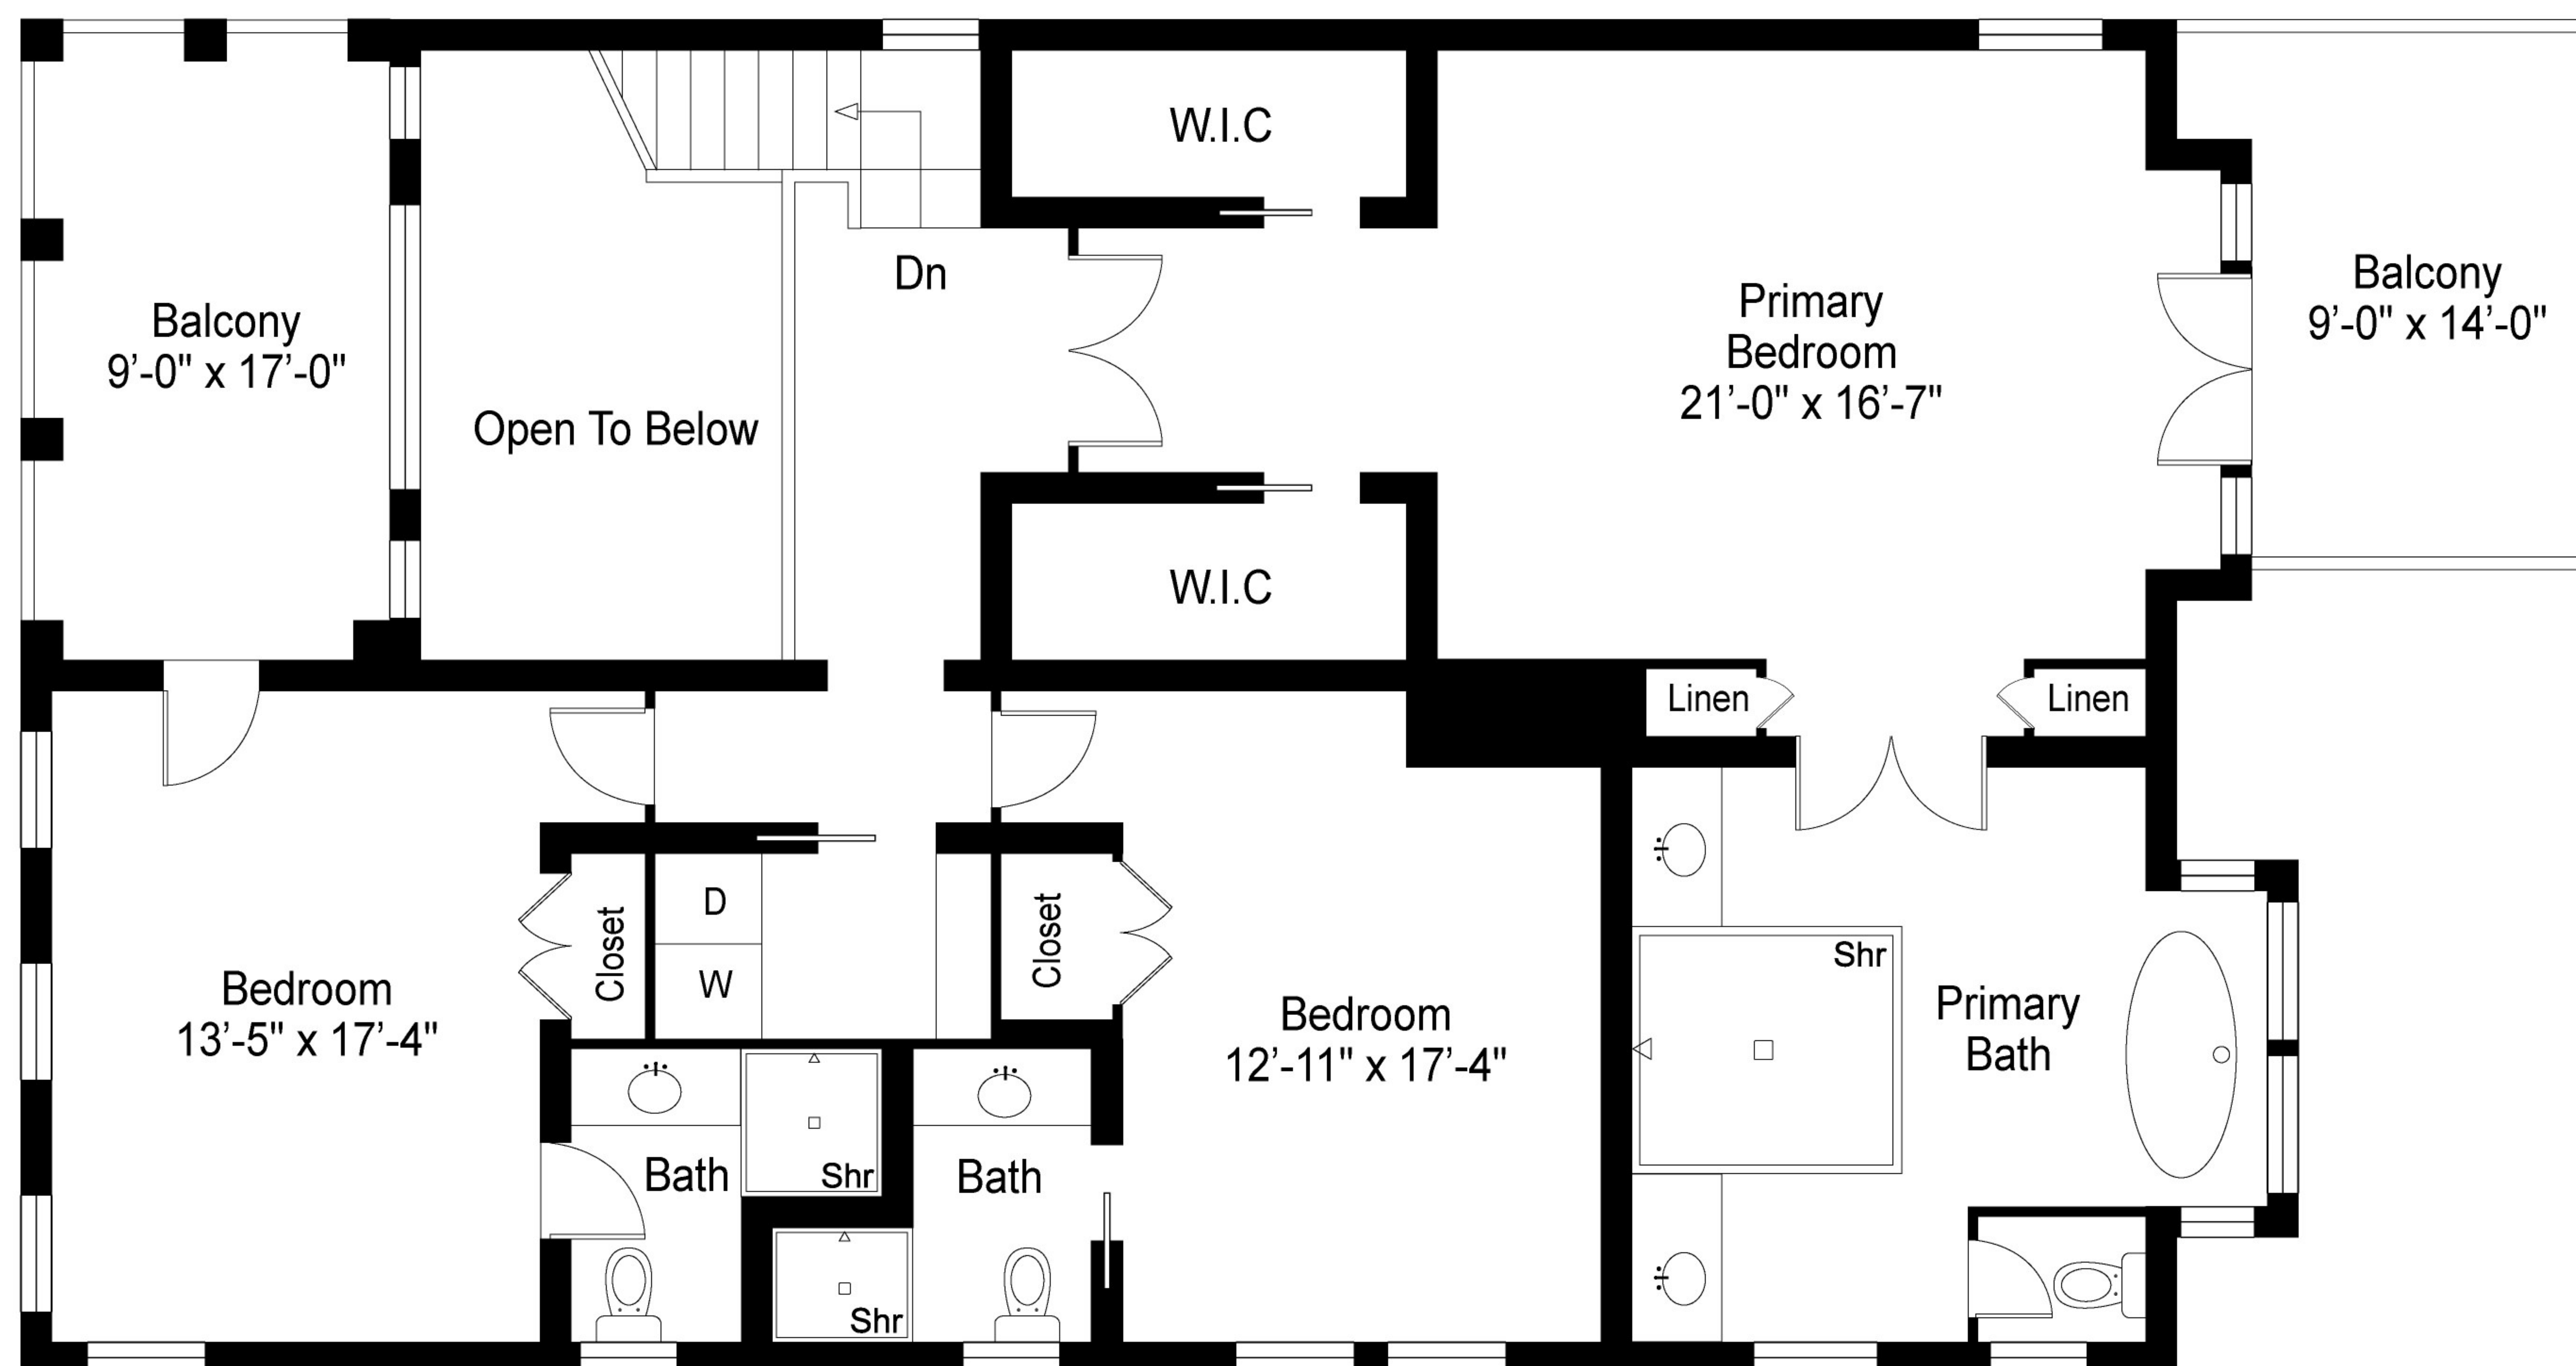 W.I.C
Dn
Balcony
9'-0" x 17'-0"
Open To Below
Primary
Bedroom
21'-0" x 16'-7"
Balcony
9'-0" x 14'-0"
W.I.C
Linen
Linen
D
W
Closet
Closet
Bedroom
13'-5" x 17'-4"
Bedroom
12'-11" x 17'-4"
Shr
Primary
Bath
Bath
Shr
Bath
Shr